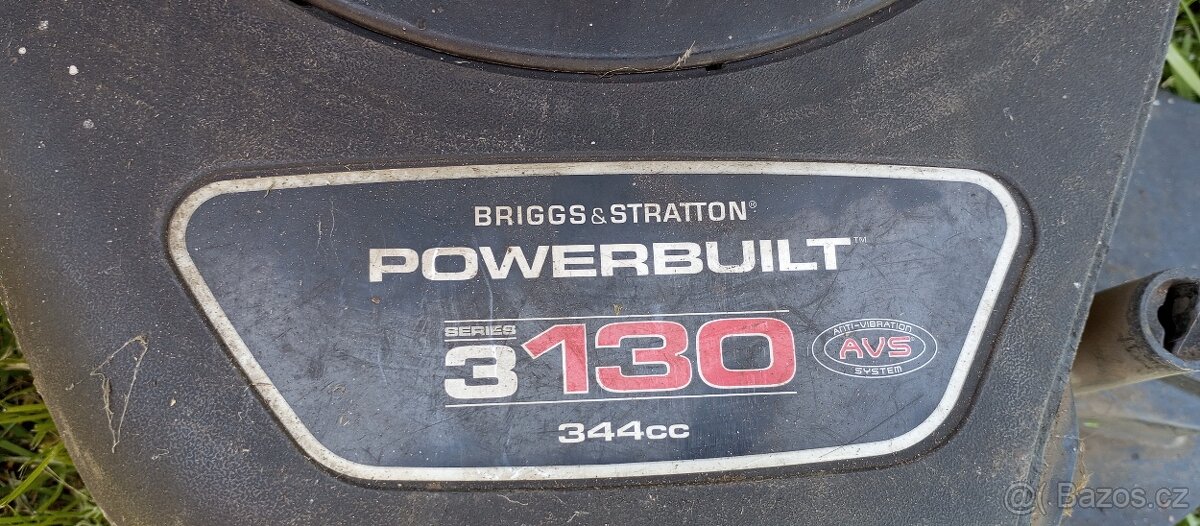 BRIGGS & STRATTON®
POWERBUILT™
SERIES
3130
ANTI-VIBRATION
AVS®
SYSTEM
344cc
@ Bazos.cz